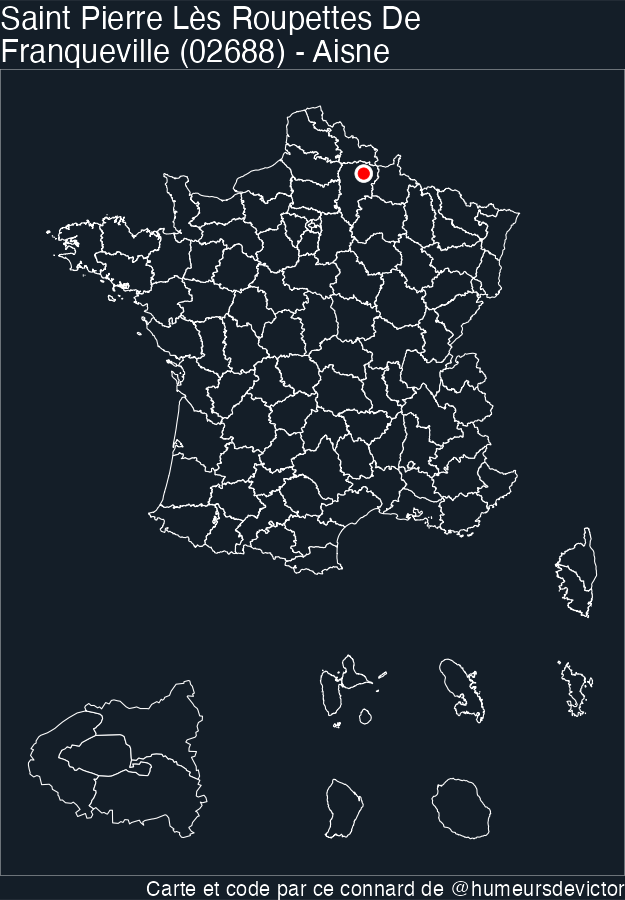 Saint Pierre Lès Roupettes De
Franqueville (02688) - Aisne
Carte et code par ce connard de @humeursdevictor